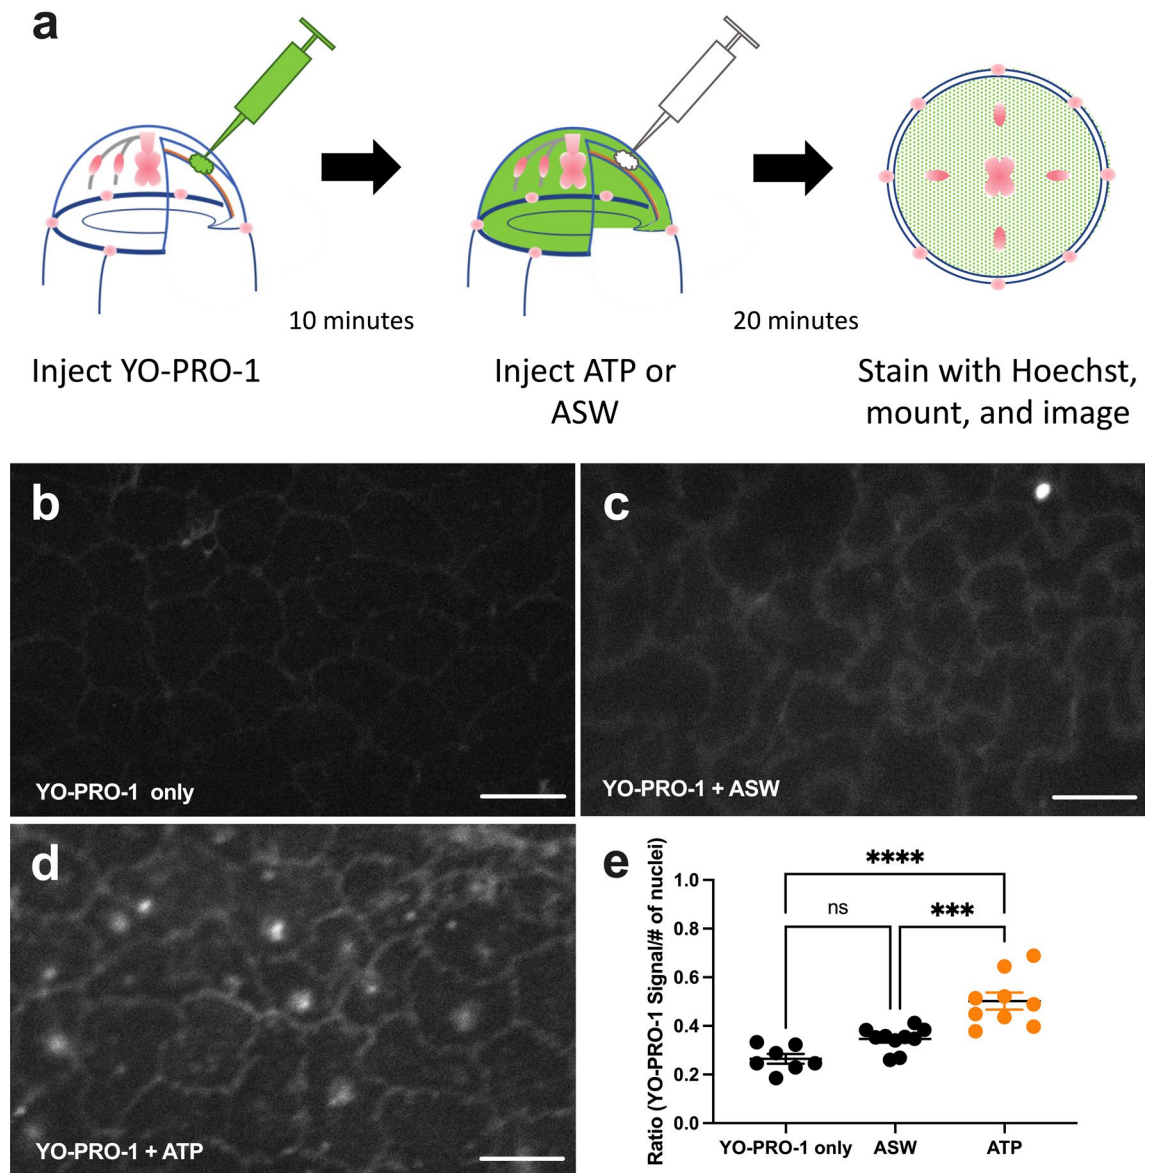 a
10 minutes
20 minutes
Inject YO-PRO-1
Inject ATP or
ASW
Stain with Hoechst,
mount, and image
b
YO-PRO-1 only
c
YO-PRO-1 + ASW
d
YO-PRO-1 + ATP
e
Ratio (YO-PRO-1 Signal/# of nuclei)
****
ns
***
1.0
0.8
0.6
0.4
0.2
0.0
YO-PRO-1 only
ASW
ATP